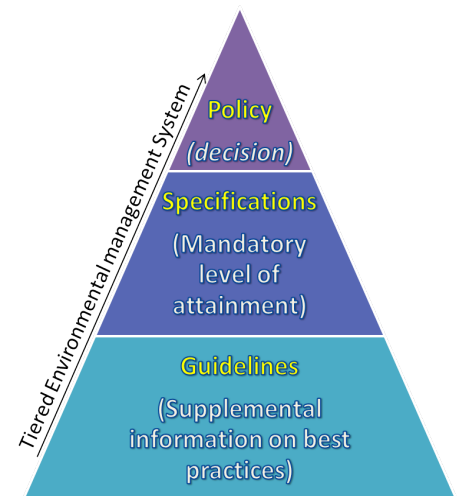 Tiered Environmental management System
Policy
(decision)
Specifications
(Mandatory
level of
attainment)
Guidelines
(Supplemental
information on best
practices)